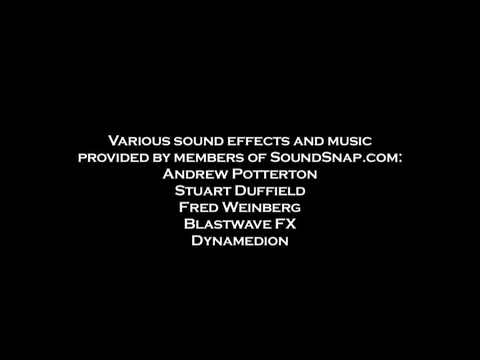 Various sound effects and music
provided by members of SoundSnap.com:
Andrew Potterton
Stuart Duffield
Fred Weinberg
Blastwave FX
Dynamedion